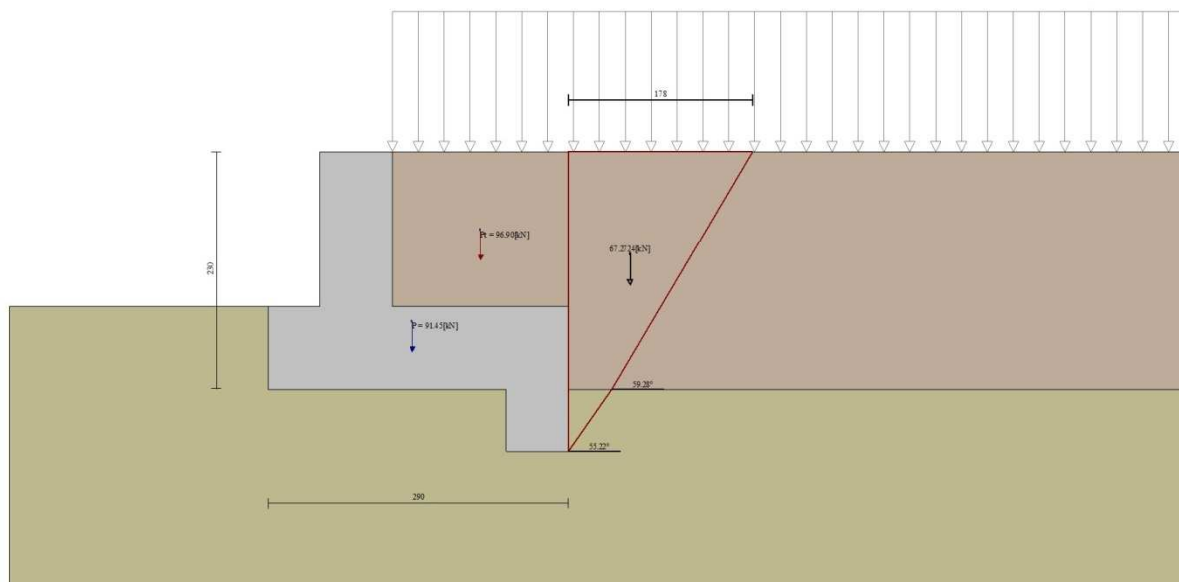 178
Pt = 96.90[kN]
67.2724[kN]
230
P = 91.45[kN]
59.28°
55.22°
290